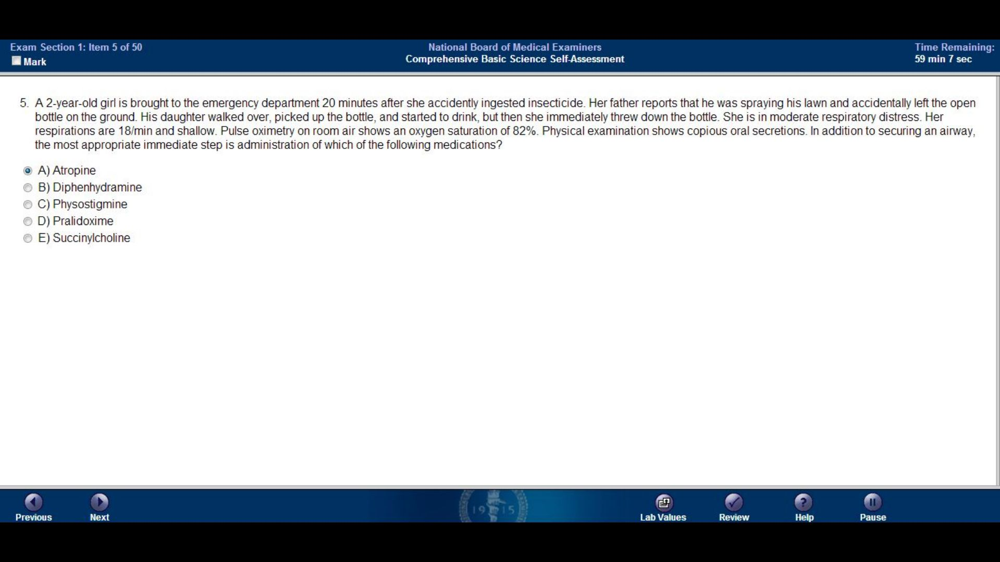 Exam Section 1: Item 5 of 50
Mark
National Board of Medical Examiners
Comprehensive Basic Science Self-Assessment
Time Remaining:
59 min 7 sec
5. A 2-year-old girl is brought to the emergency department 20 minutes after she accidently ingested insecticide. Her father reports that he was spraying his lawn and accidentally left the open
bottle on the ground. His daughter walked over, picked up the bottle, and started to drink, but then she immediately threw down the bottle. She is in moderate respiratory distress. Her
respirations are 18/min and shallow. Pulse oximetry on room air shows an oxygen saturation of 82%. Physical examination shows copious oral secretions. In addition to securing an airway,
the most appropriate immediate step is administration of which of the following medications?
A) Atropine
B) Diphenhydramine
C) Physostigmine
D) Pralidoxime
E) Succinylcholine
1915
Previous
Next
Lab Values
Review
Help
Pause